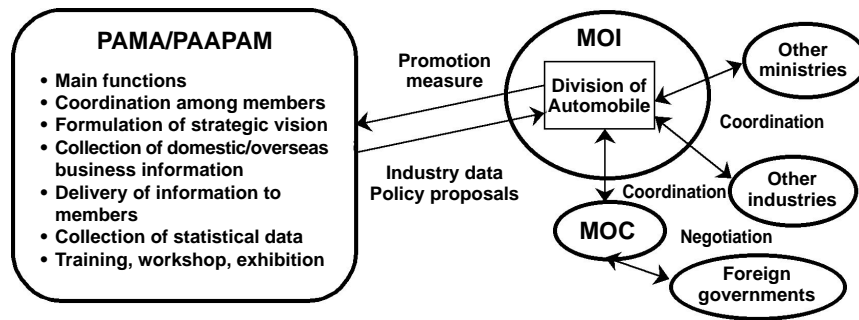 PAMA/PAAPAM
• Main functions
• Coordination among members
• Formulation of strategic vision
• Collection of domestic/overseas
business information
• Delivery of information to
members
• Collection of statistical data
• Training, workshop, exhibition
Promotion
measure
Industry data
Policy proposals
MOI
Division of
Automobile
Other
ministries
Coordination
Other
industries
Coordination
MOC
Negotiation
Foreign
governments